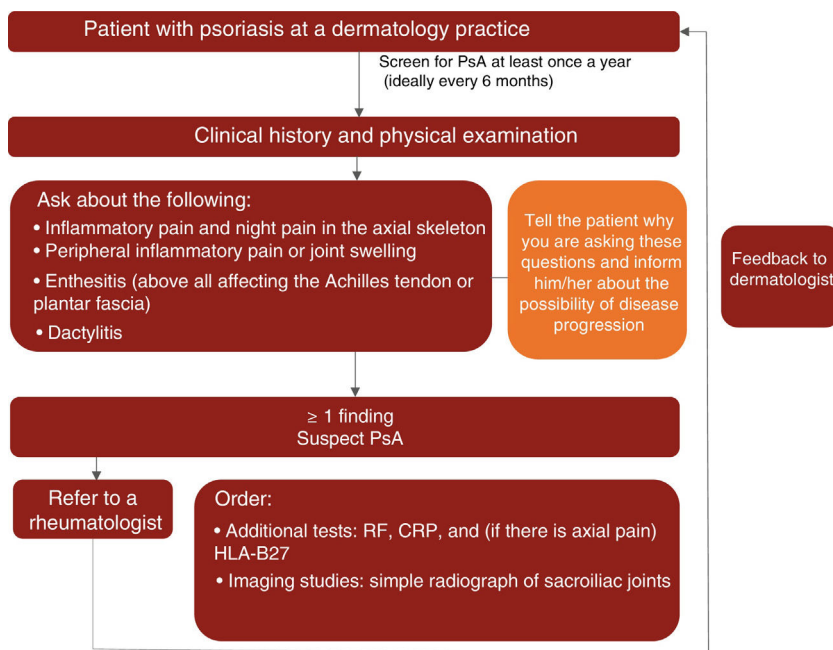 Patient with psoriasis at a dermatology practice
Screen for PsA at least once a year
(ideally every 6 months)
Clinical history and physical examination
Ask about the following:
• Inflammatory pain and night pain in the axial skeleton
• Peripheral inflammatory pain or joint swelling
• Enthesitis (above all affecting the Achilles tendon or
plantar fascia)
• Dactylitis
Tell the patient why
you are asking these
questions and inform
him/her about the
possibility of disease
progression
Feedback to
dermatologist
≥ 1 finding
Suspect PsA
Refer to a
rheumatologist
Order:
• Additional tests: RF, CRP, and (if there is axial pain)
HLA-B27
• Imaging studies: simple radiograph of sacroiliac joints